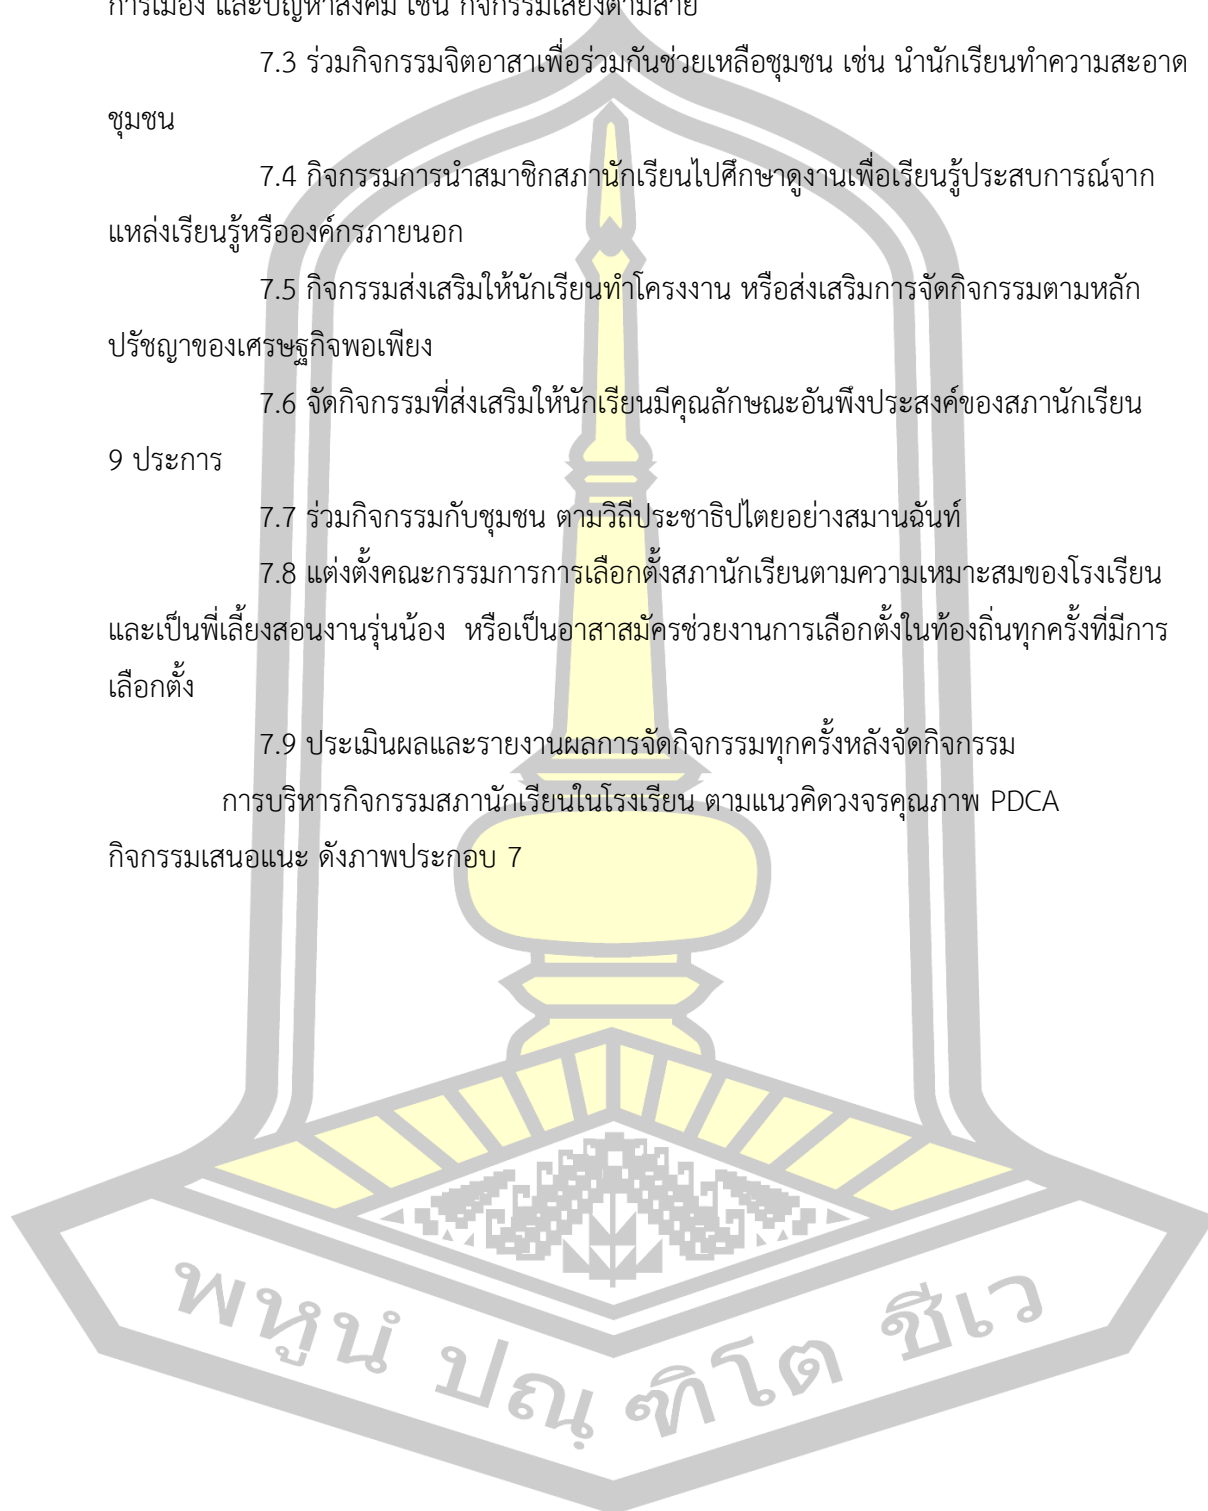 การเมือง และปัญหาสังคม เช่น กิจกรรมเสียงตามสาย
7.3 ร่วมกิจกรรมจิตอาสาเพื่อร่วมกันช่วยเหลือชุมชน เช่น นำนักเรียนทำความสะอาด
ชุมชน
7.4 กิจกรรมการนำสมาชิกสภานักเรียนไปศึกษาดูงานเพื่อเรียนรู้ประสบการณ์จาก
แหล่งเรียนรู้หรือองค์กรภายนอก
7.5 กิจกรรมส่งเสริมให้นักเรียนทำโครงงาน หรือส่งเสริมการจัดกิจกรรมตามหลัก
ปรัชญาของเศรษฐกิจพอเพียง
7.6 จัดกิจกรรมที่ส่งเสริมให้นักเรียนมีคุณลักษณะอันพึงประสงค์ของสภานักเรียน
9 ประการ
7.7 ร่วมกิจกรรมกับชุมชน ตามวิถีประชาธิปไตยอย่างสมานฉันท์
7.8 แต่งตั้งคณะกรรมการการเลือกตั้งสภานักเรียนตามความเหมาะสมของโรงเรียน
และเป็นพี่เลี้ยงสอนงานรุ่นน้อง หรือเป็นอาสาสมัครช่วยงานการเลือกตั้งในท้องถิ่นทุกครั้งที่มีการ
เลือกตั้ง
7.9 ประเมินผลและรายงานผลการจัดกิจกรรมทุกครั้งหลังจัดกิจกรรม
การบริหารกิจกรรมสภานักเรียนในโรงเรียน ตามแนวคิดวงจรคุณภาพ PDCA
กิจกรรมเสนอแนะ ดังภาพประกอบ 7
พหูนํ ปณฺ ฑิโต ชีเว